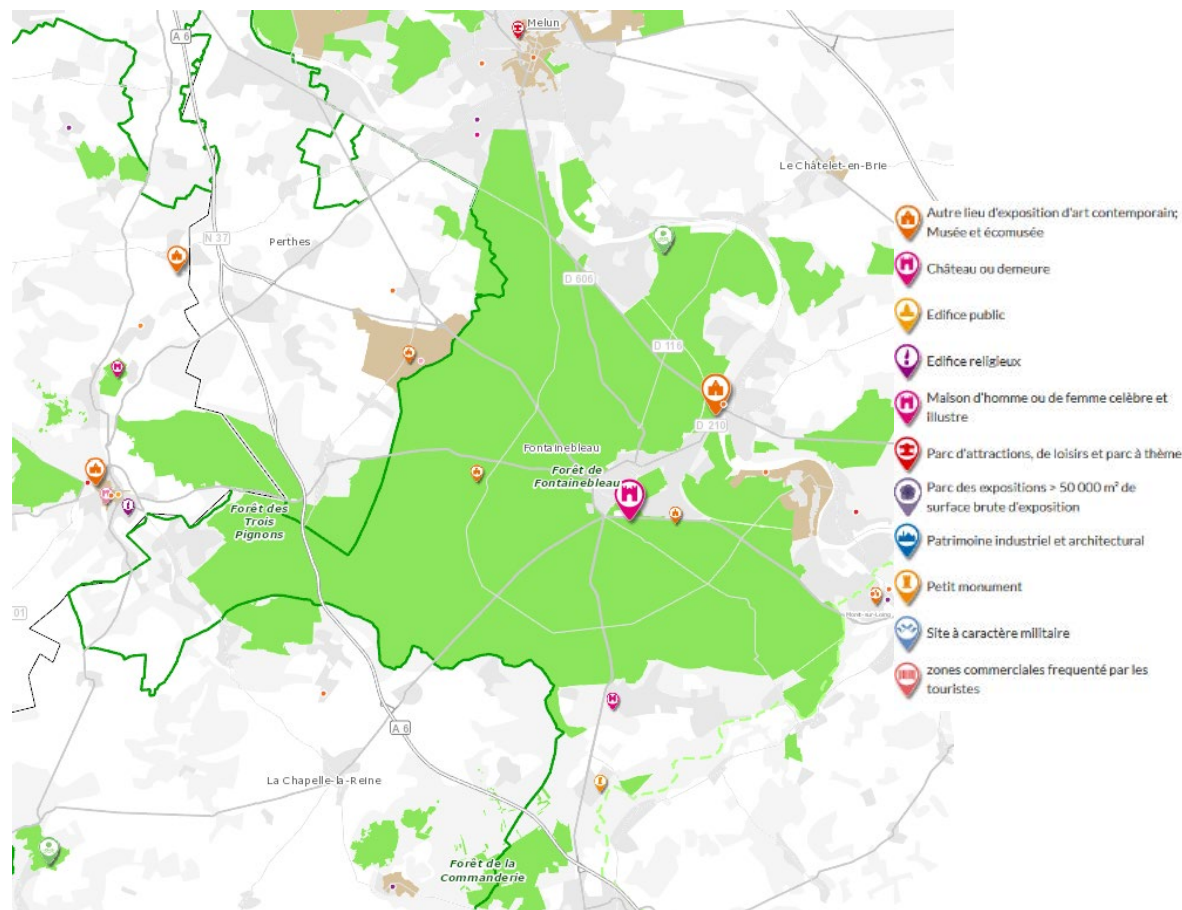 Melun
A 6
Le Châtelet-en-Brie
N 37
Perthes
D 606
D 116
D 210
Fontainebleau
Forêt de
Fontainebleau
Forêt des
Trois
Pignons
01
A 6
La Chapelle-la-Reine
Forêt de la
Commanderie
Autre lieu d'exposition d'art contemporain;
Musée et écomusée
Château ou demeure
Edifice public
Edifice religieux
Maison d'homme ou de femme celèbre et
illustre
Parc d'attractions, de loisirs et parc à thème
Parc des expositions > 50 000 m² de
surface brute d'exposition
Patrimoine industriel et architectural
Petit monument
Site à caractère militaire
zones commerciales frequenté par les
touristes